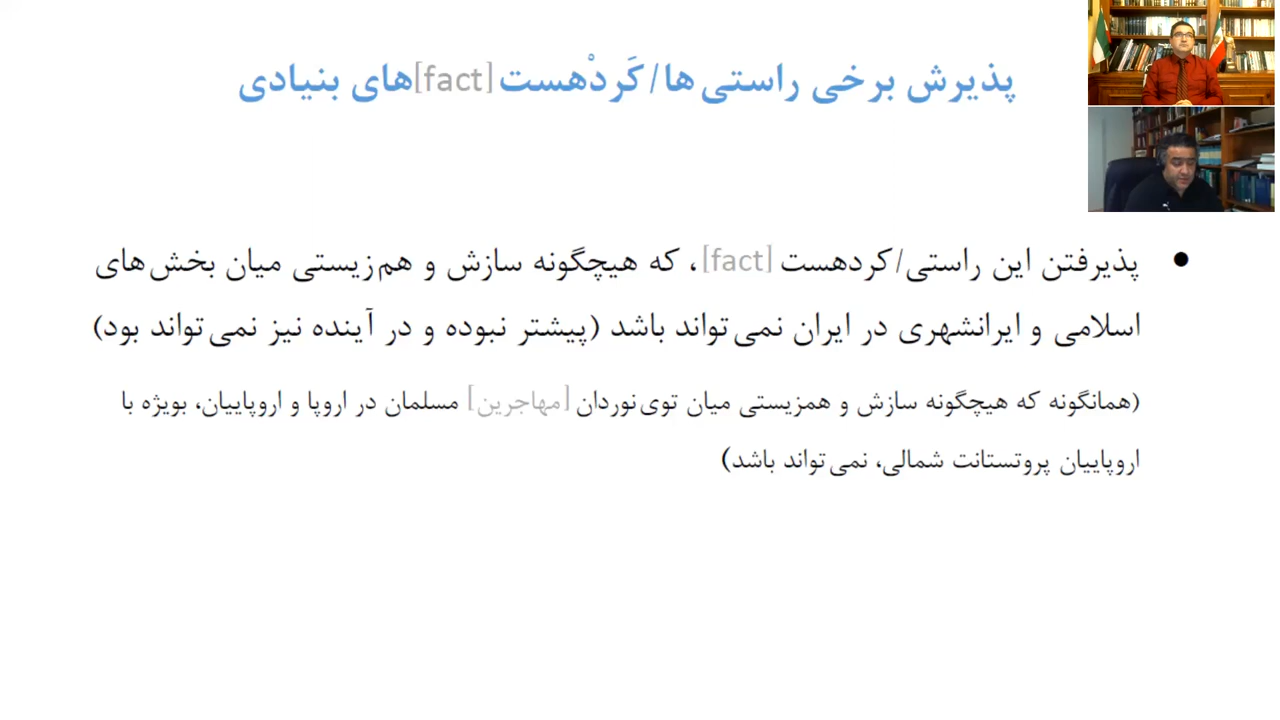 پذیرش برخی راستی ها/کَردْهست[fact]های بنیادی
• پذیرفتن این راستی/کردهست [fact]، که هیچگونه سازش و هم‌زیستی میان بخش‌های
اسلامی و ایرانشهری در ایران نمی‌تواند باشد (پیشتر نبوده و در آینده نیز نمی‌تواند بود)
(همانگونه که هیچگونه سازش و همزیستی میان توی‌نوردان [مهاجرین] مسلمان در اروپا و اروپاییان، بویژه با
اروپاییان پروتستانت شمالی، نمی‌تواند باشد)